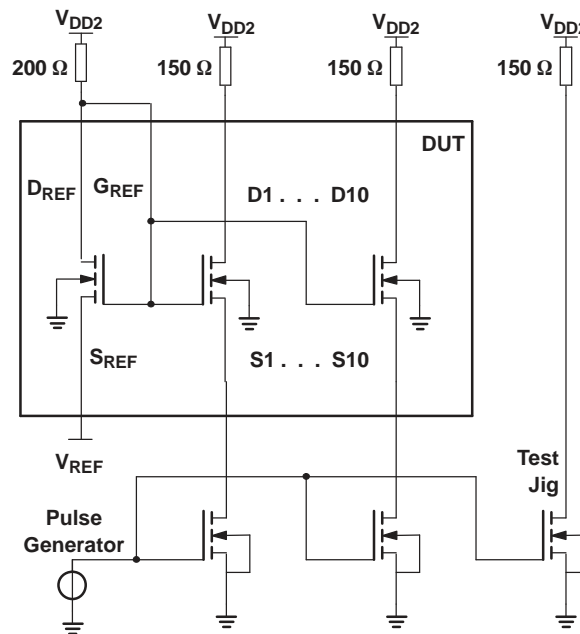 VDD2 VDD2 VDD2 VDD2
200 Ω 150 Ω 150 Ω 150 Ω
DUT
DREF GREF D1 . . . D10
SREF S1 . . . S10
VREF
Test
Jig
Pulse
Generator